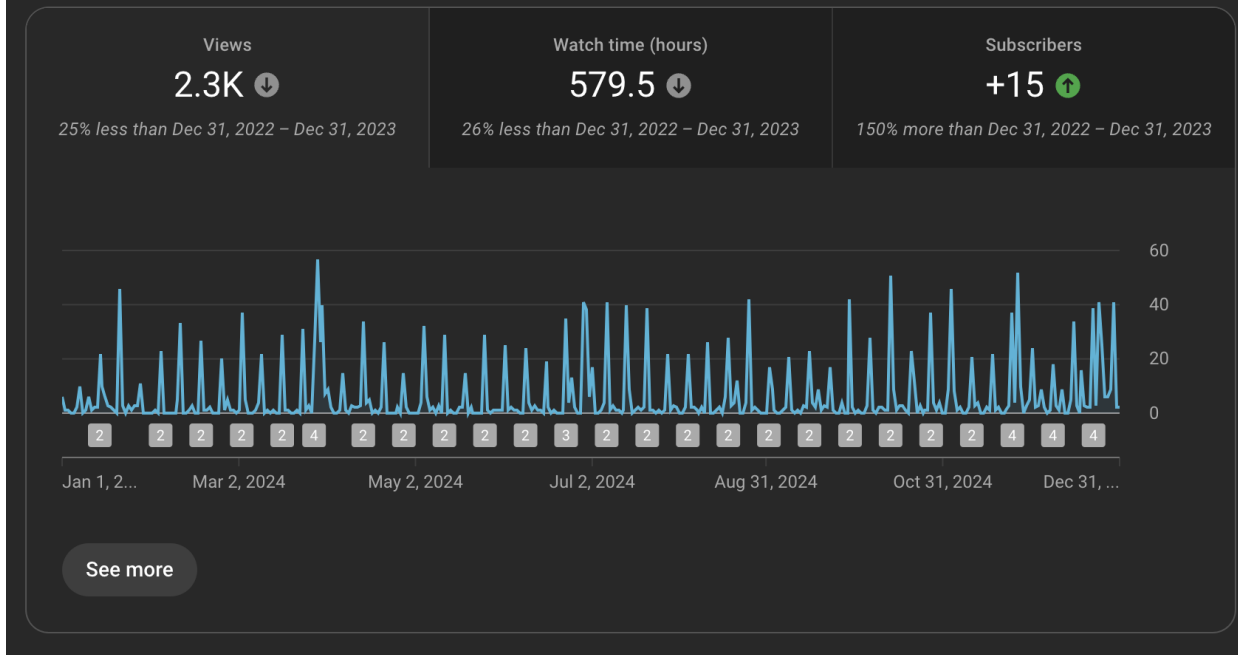 Views
2.3K
25% less than Dec 31, 2022 – Dec 31, 2023
Watch time (hours)
579.5
26% less than Dec 31, 2022 – Dec 31, 2023
Subscribers
+15
150% more than Dec 31, 2022 – Dec 31, 2023
60
40
20
0
2 2 2 2 2 4 2 2 2 2 2 3 2 2 2 2 2 2 2 2 2 2 4 4 4
Jan 1, 2... Mar 2, 2024 May 2, 2024 Jul 2, 2024 Aug 31, 2024 Oct 31, 2024 Dec 31, ...
See more